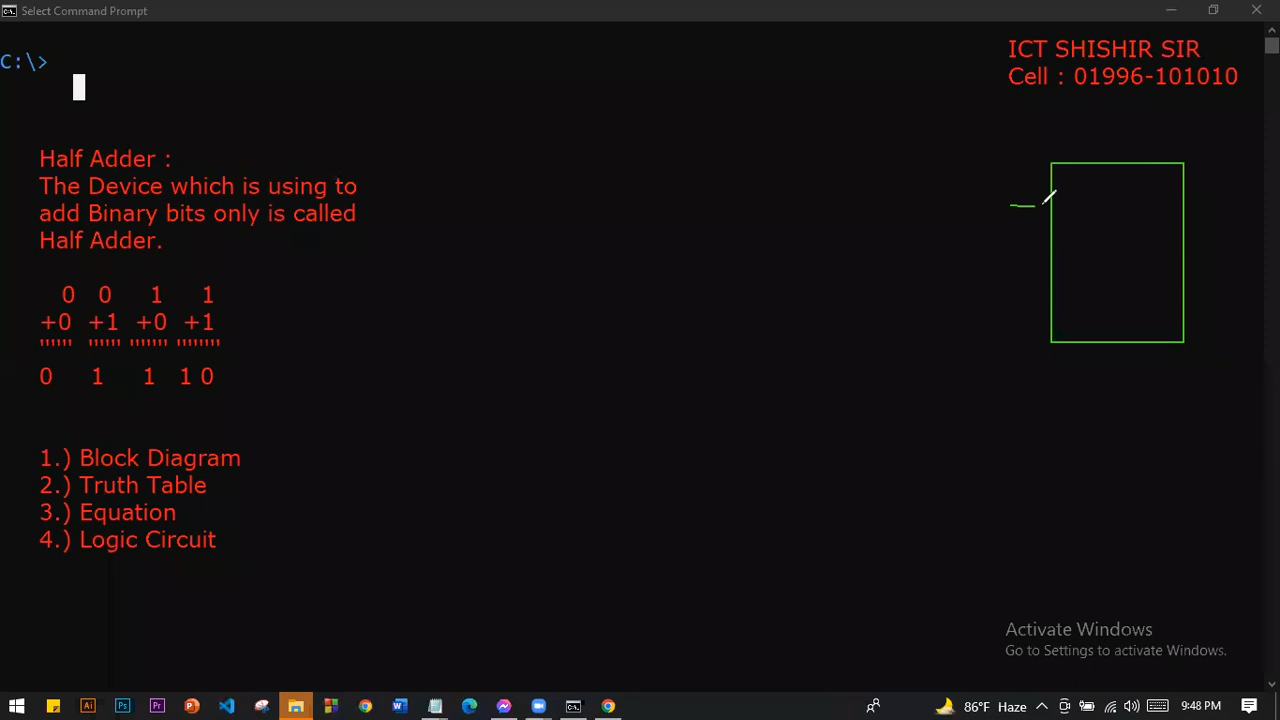 Select Command Prompt
C:\>
ICT SHISHIR SIR
Cell : 01996-101010
Half Adder :
The Device which is using to
add Binary bits only is called
Half Adder.
0 0 1 1
+0 +1 +0 +1
'''''' '''''' ''''''' ''''''''
0 1 1 1 0
1.) Block Diagram
2.) Truth Table
3.) Equation
4.) Logic Circuit
Activate Windows
Go to Settings to activate Windows.
Ai Ps Pr P W 86°F Haze 9:48 PM